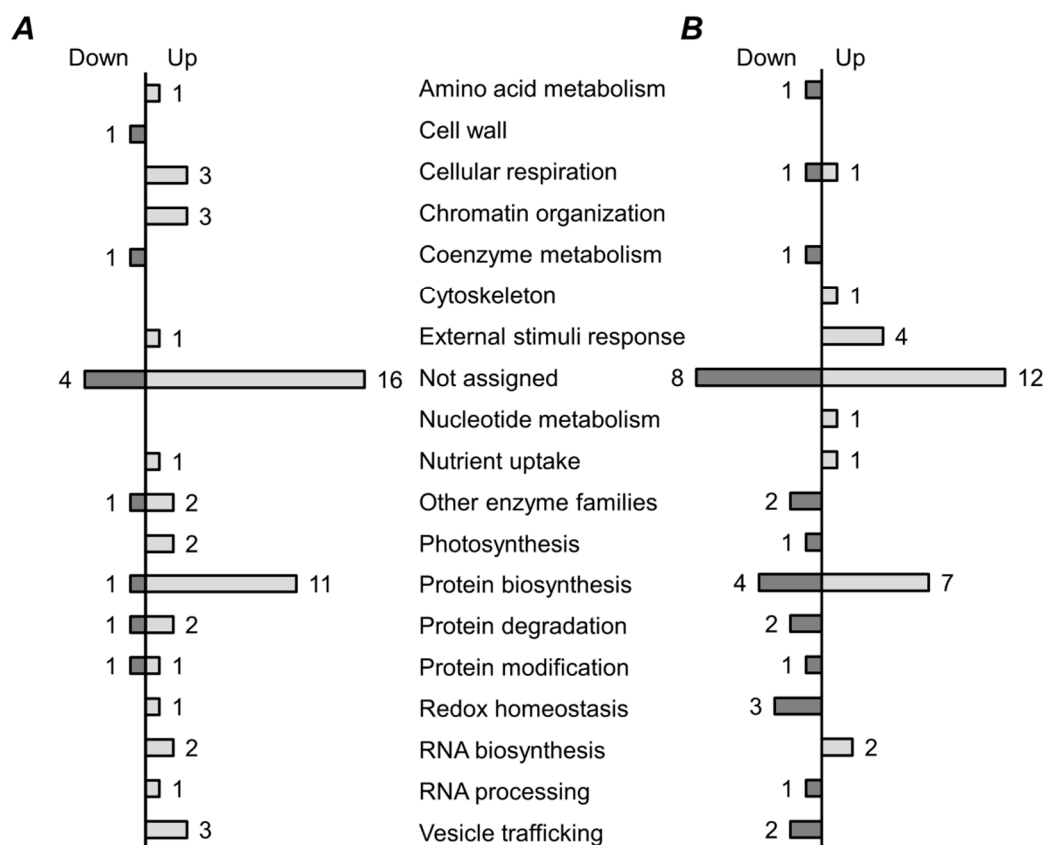 A B
Down Up Down Up
1 Amino acid metabolism 1
1 Cell wall
3 Cellular respiration 1 1
3 Chromatin organization
1 Coenzyme metabolism 1
Cytoskeleton 1
1 External stimuli response 4
4 16 Not assigned 8 12
Nucleotide metabolism 1
1 Nutrient uptake 1
1 2 Other enzyme families 2
2 Photosynthesis 1
1 11 Protein biosynthesis 4 7
1 2 Protein degradation 2
1 1 Protein modification 1
1 Redox homeostasis 3
2 RNA biosynthesis 2
1 RNA processing 1
3 Vesicle trafficking 2